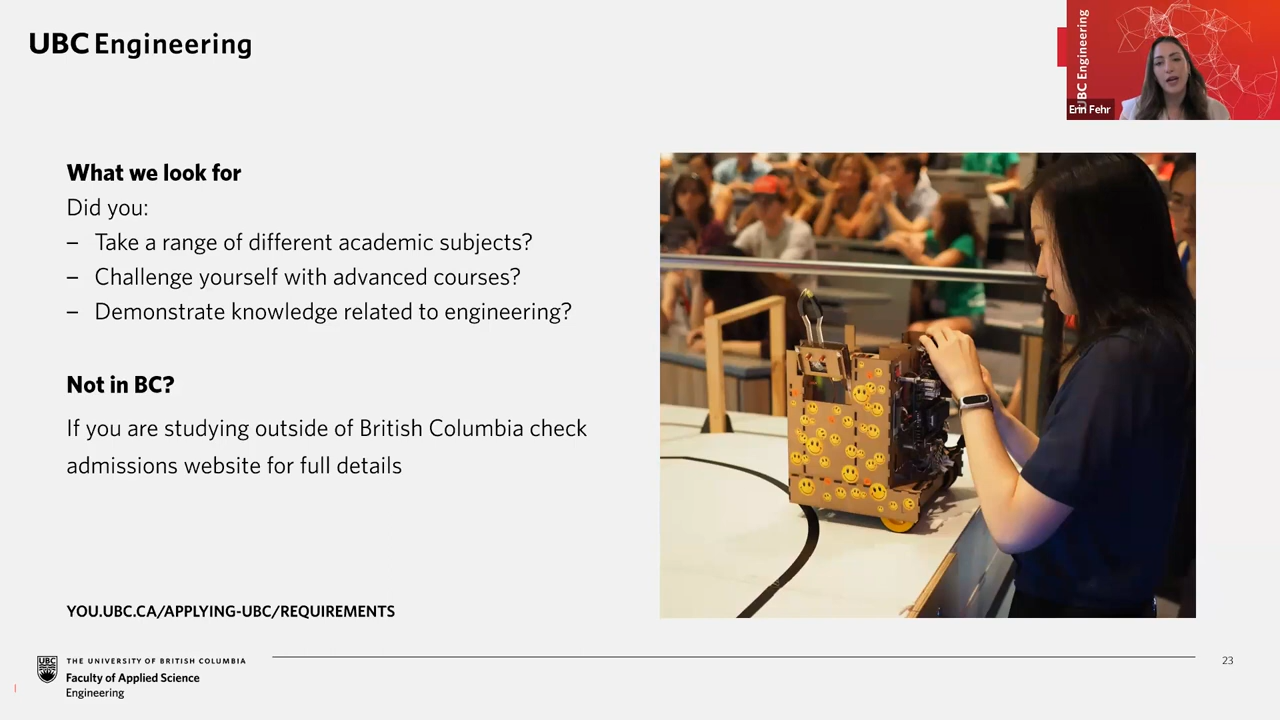 UBC Engineering
UBC Engineering
Erin Fehr
What we look for
Did you:
– Take a range of different academic subjects?
– Challenge yourself with advanced courses?
– Demonstrate knowledge related to engineering?
Not in BC?
If you are studying outside of British Columbia check
admissions website for full details
YOU.UBC.CA/APPLYING-UBC/REQUIREMENTS
UBC
THE UNIVERSITY OF BRITISH COLUMBIA
Faculty of Applied Science
Engineering
23